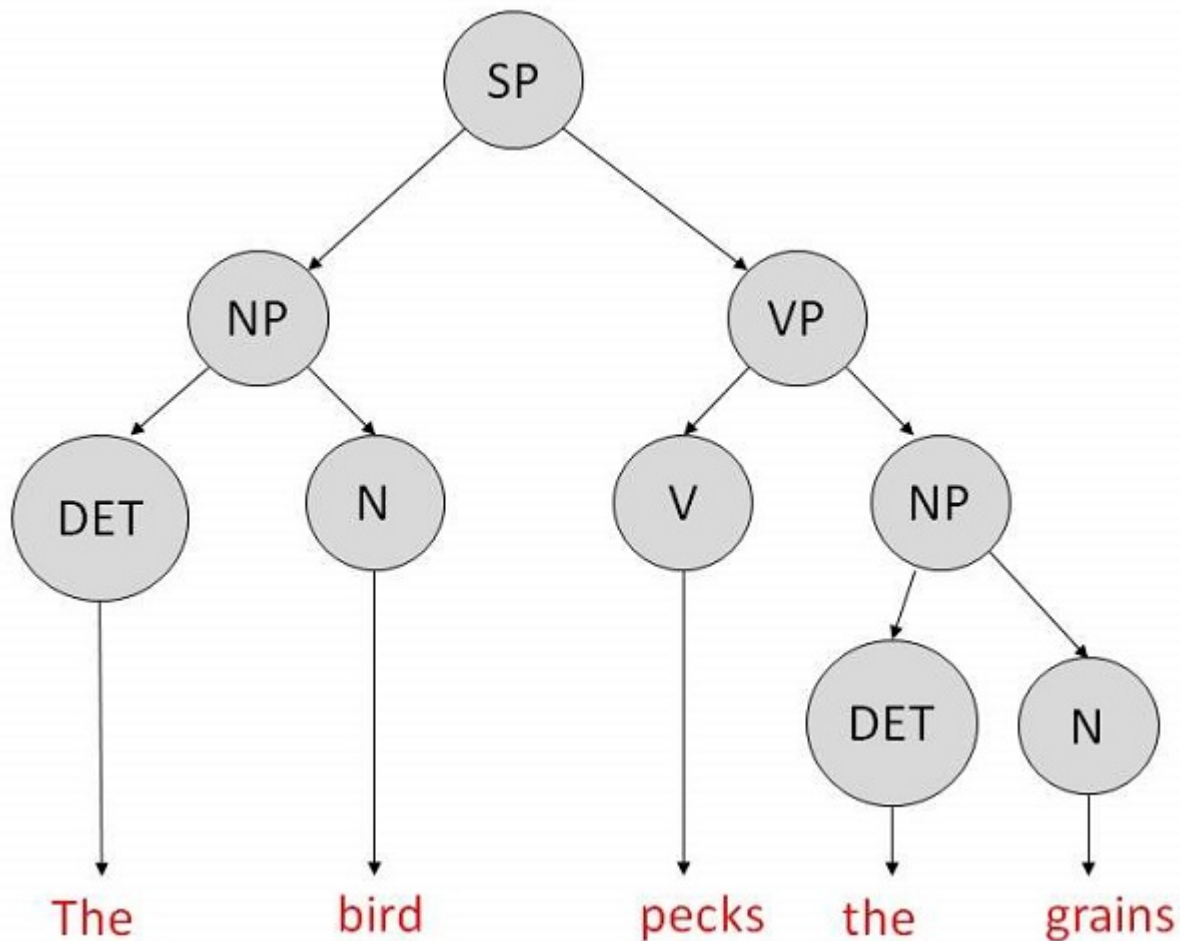 SP
NP VP
DET N V NP
DET N
The bird pecks the grains